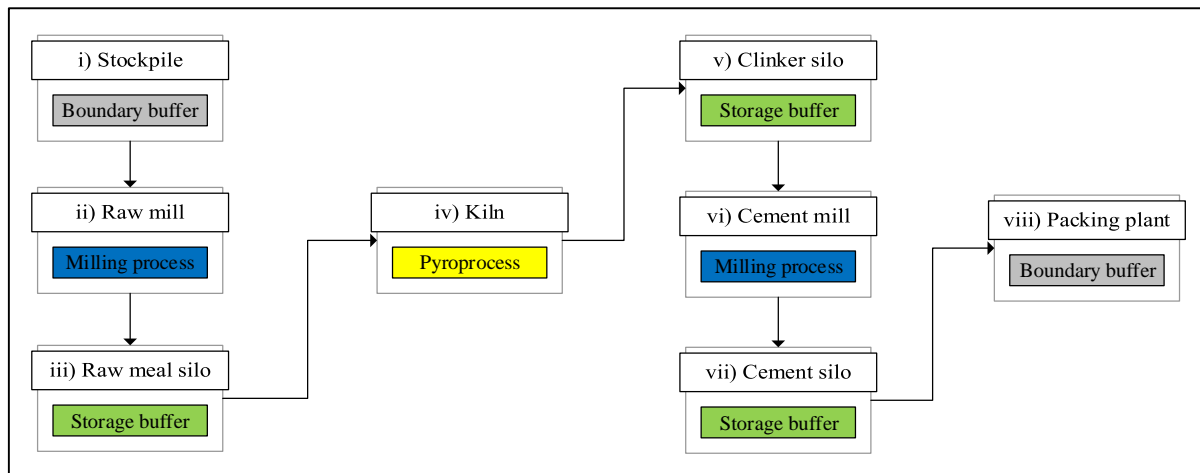 i) Stockpile
Boundary buffer
ii) Raw mill
Milling process
iii) Raw meal silo
Storage buffer
iv) Kiln
Pyroprocess
v) Clinker silo
Storage buffer
vi) Cement mill
Milling process
vii) Cement silo
Storage buffer
viii) Packing plant
Boundary buffer